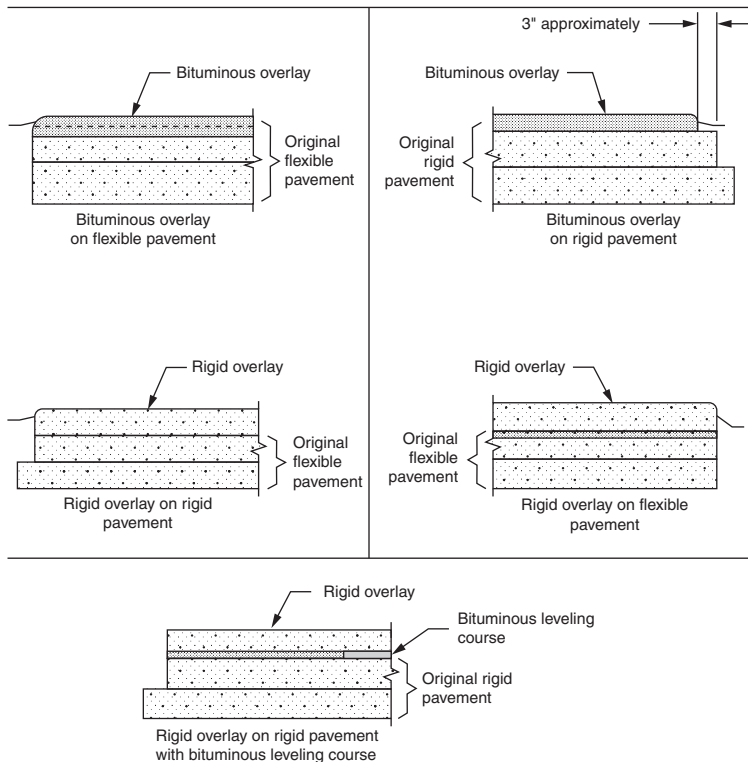 3" approximately
Bituminous overlay
Original
flexible
pavement
Bituminous overlay
on flexible pavement
Bituminous overlay
Original
rigid
pavement
Bituminous overlay
on rigid pavement
Rigid overlay
Original
flexible
pavement
Rigid overlay on rigid
pavement
Rigid overlay
Original
flexible
pavement
Rigid overlay on flexible
pavement
Rigid overlay
Bituminous leveling
course
Original rigid
pavement
Rigid overlay on rigid pavement
with bituminous leveling course